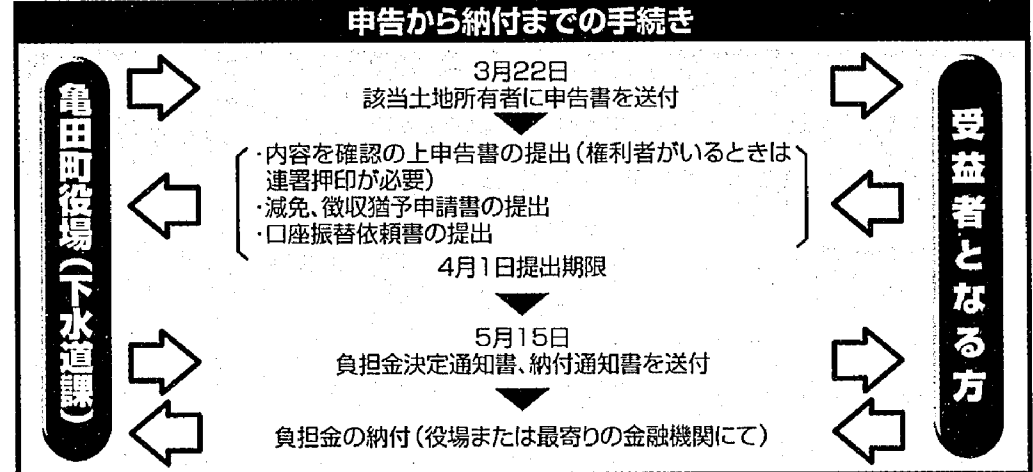 申告から納付までの手続き
亀田町役場(下水道課)
3月22日
該当土地所有者に申告書を送付
・内容を確認の上申告書の提出(権利者がいるときは
連署押印が必要)
・減免、徴収猶予申請書の提出
・口座振替依頼書の提出
4月1日提出期限
5月15日
負担金決定通知書、納付通知書を送付
負担金の納付(役場または最寄りの金融機関にて)
受益者となる方